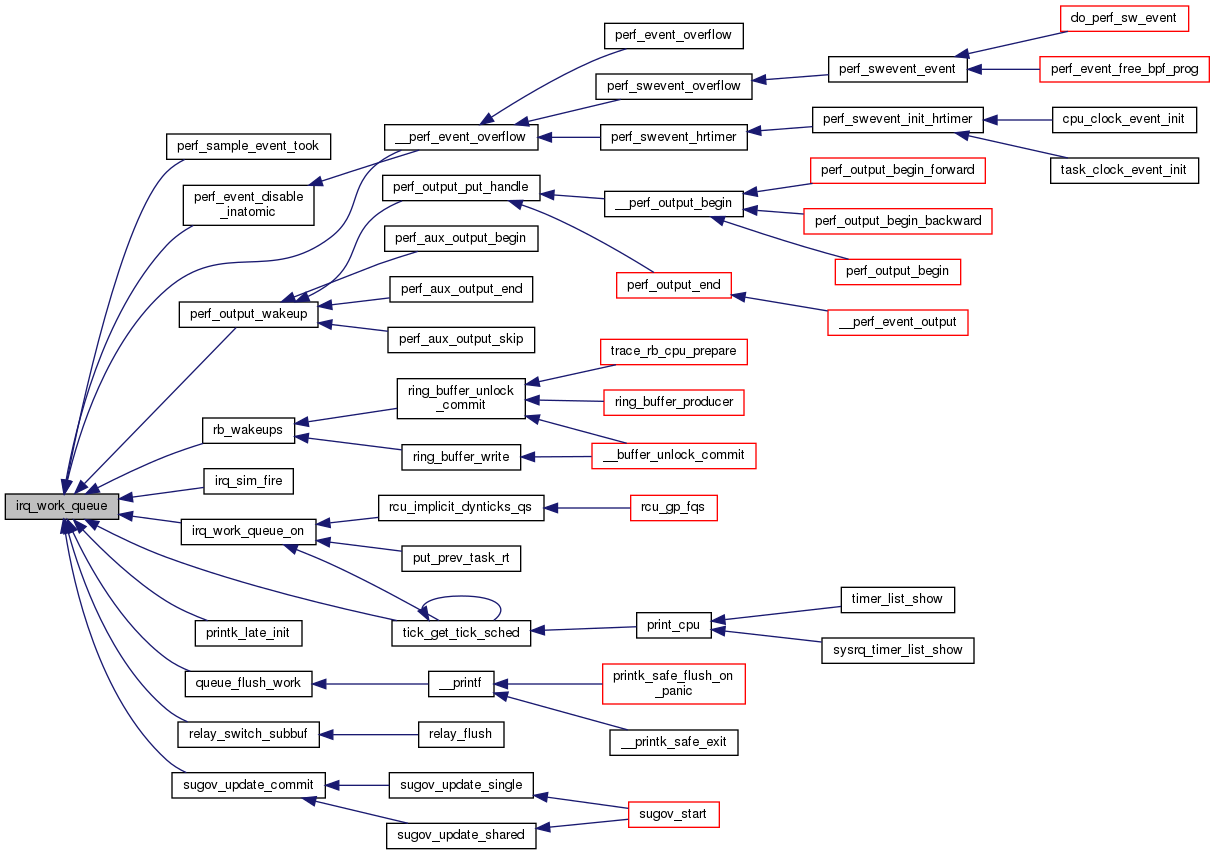 do_perf_sw_event
perf_event_overflow
perf_swevent_event
perf_event_free_bpf_prog
perf_swevent_overflow
perf_swevent_init_hrtimer
cpu_clock_event_init
__perf_event_overflow
perf_swevent_hrtimer
perf_sample_event_took
task_clock_event_init
perf_output_begin_forward
perf_output_put_handle
perf_event_disable
_inatomic
__perf_output_begin
perf_output_begin_backward
perf_aux_output_begin
perf_output_begin
perf_aux_output_end
perf_output_end
perf_output_wakeup
__perf_event_output
perf_aux_output_skip
trace_rb_cpu_prepare
ring_buffer_unlock
_commit
ring_buffer_producer
rb_wakeups
ring_buffer_write
__buffer_unlock_commit
irq_sim_fire
irq_work_queue
rcu_implicit_dynticks_qs
rcu_gp_fqs
irq_work_queue_on
put_prev_task_rt
timer_list_show
printk_late_init
tick_get_tick_sched
print_cpu
sysrq_timer_list_show
queue_flush_work
__printf
printk_safe_flush_on
_panic
relay_switch_subbuf
relay_flush
__printk_safe_exit
sugov_update_commit
sugov_update_single
sugov_start
sugov_update_shared